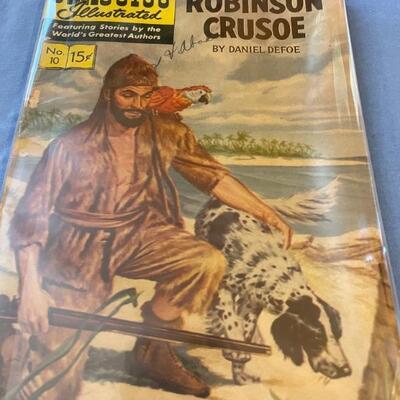 Illustrated
Featuring Stories by the
World's Greatest Authors
No.
10
15¢
ROBINSON
CRUSOE
BY DANIEL DEFOE